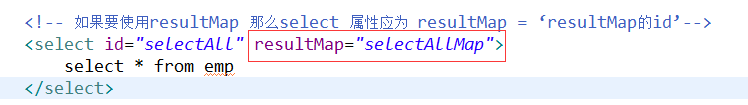 <!-- 如果要使用resultMap 那么select 属性应为 resultMap = ‘resultMap的id’-->
<select id="selectAll" resultMap="selectAllMap">
select * from emp
</select>